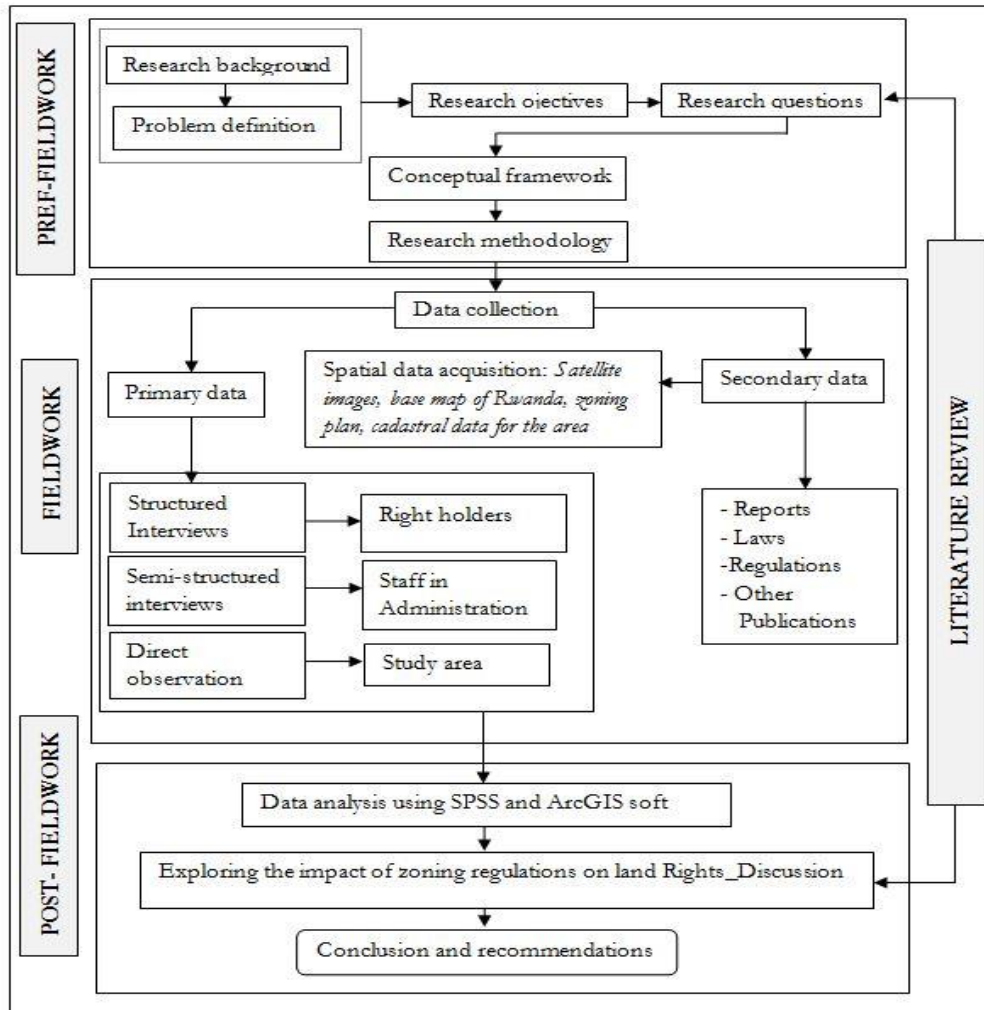 PREF-FIELDWORK
Research background
Problem definition
Research ojectives
Research questions
Conceptual framework
Research methodology
FIELDWORK
Data collection
Primary data
Spatial data acquisition: Satellite
images, base map of Rwanda, zoning
plan, cadastral data for the area
Secondary data
Structured
Interviews
Right holders
Semi-structured
interviews
Staff in
Administration
Direct
observation
Study area
- Reports
- Laws
-Regulations
- Other
Publications
LITERATURE REVIEW
POST- FIELDWORK
Data analysis using SPSS and ArcGIS soft
Exploring the impact of zoning regulations on land Rights_Discussion
Conclusion and recommendations